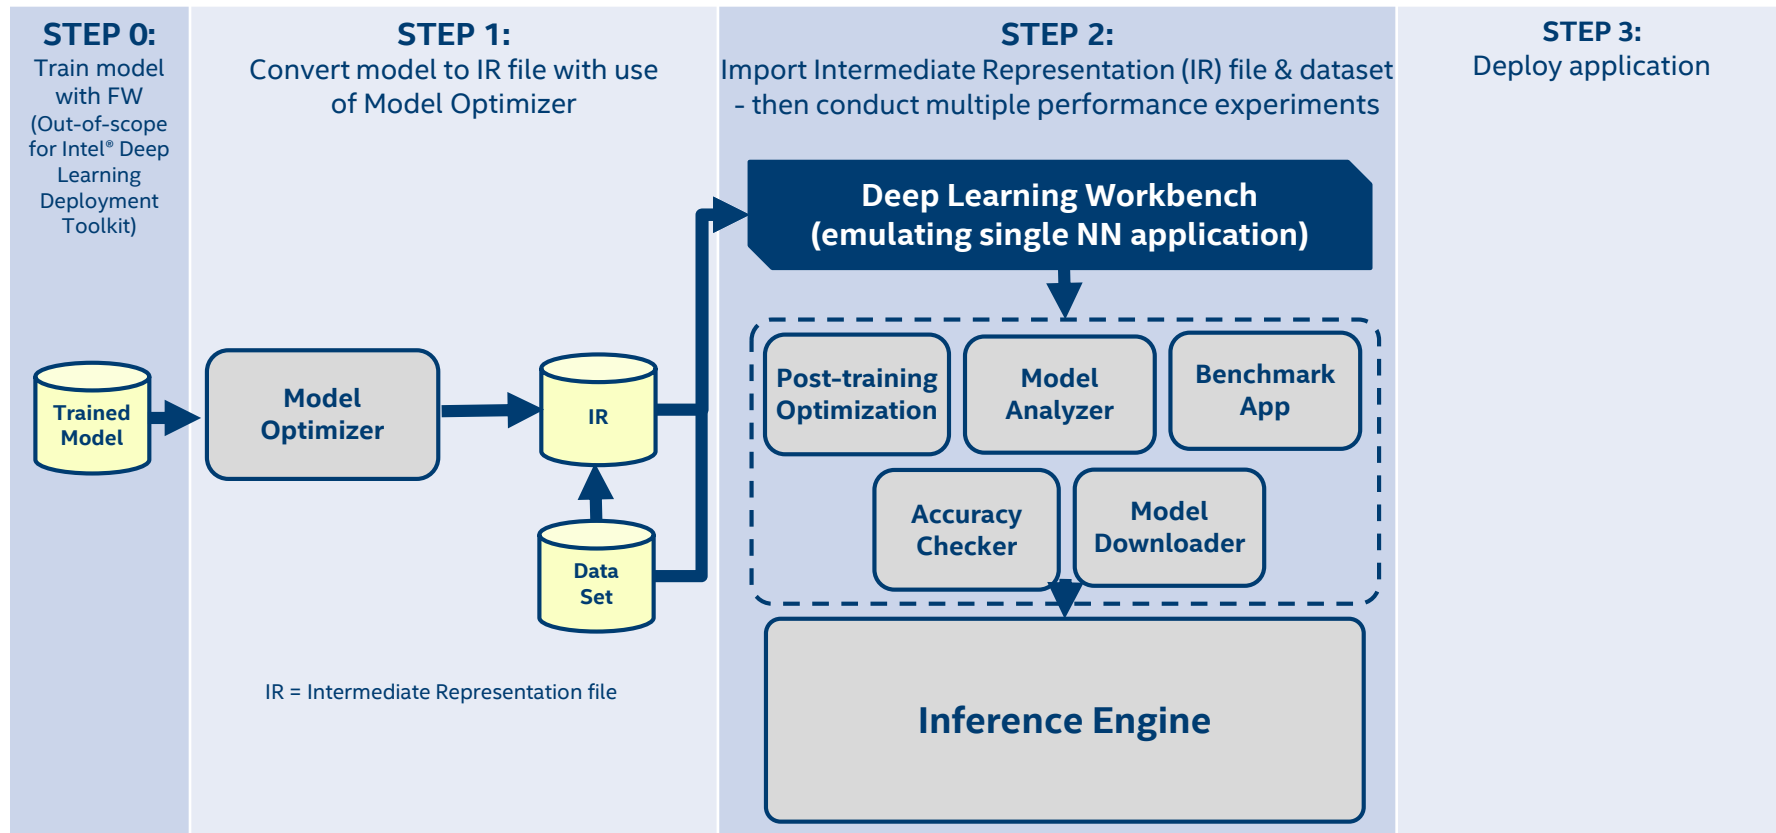 STEP 0:
Train model
with FW
(Out-of-scope
for Intel® Deep
Learning
Deployment
Toolkit)
STEP 1:
Convert model to IR file with use
of Model Optimizer
STEP 2:
Import Intermediate Representation (IR) file & dataset
- then conduct multiple performance experiments
STEP 3:
Deploy application
Trained
Model
Model
Optimizer
IR
Data
Set
IR = Intermediate Representation file
Deep Learning Workbench
(emulating single NN application)
Post-training
Optimization
Model
Analyzer
Benchmark
App
Accuracy
Checker
Model
Downloader
Inference Engine